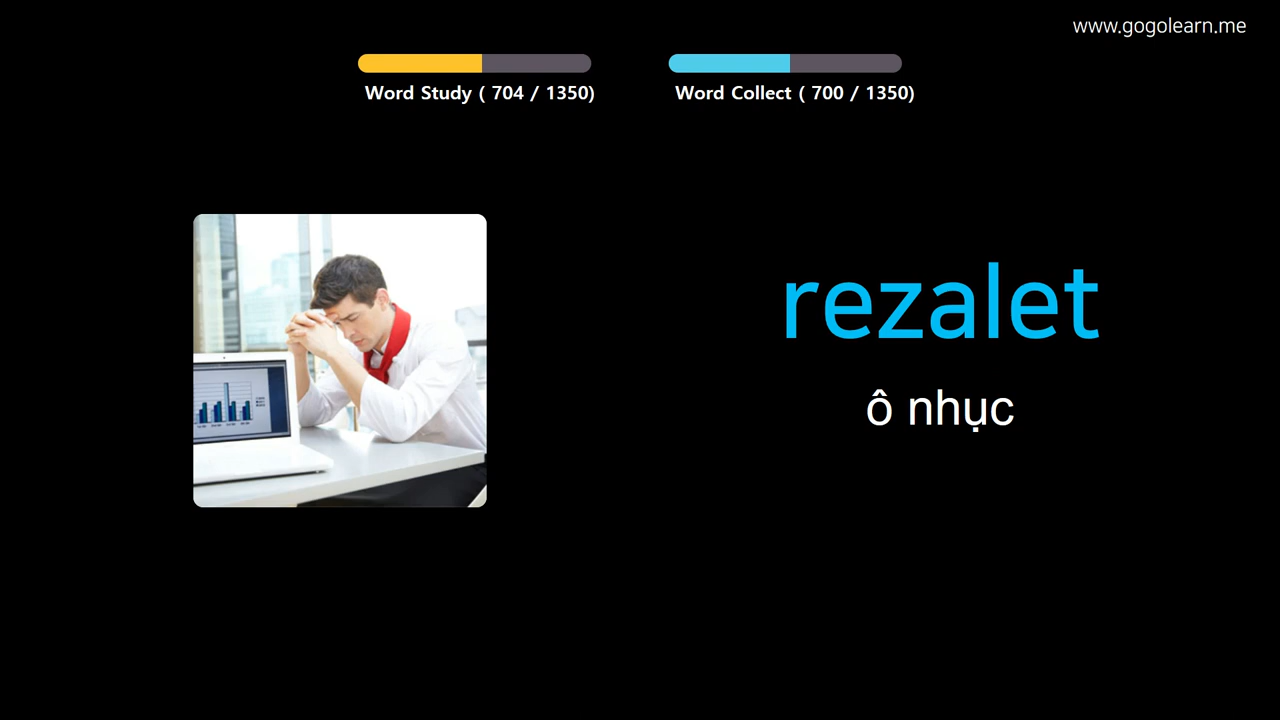 www.gogolearn.me
Word Study ( 704 / 1350)
Word Collect ( 700 / 1350)
rezalet
ô nhục